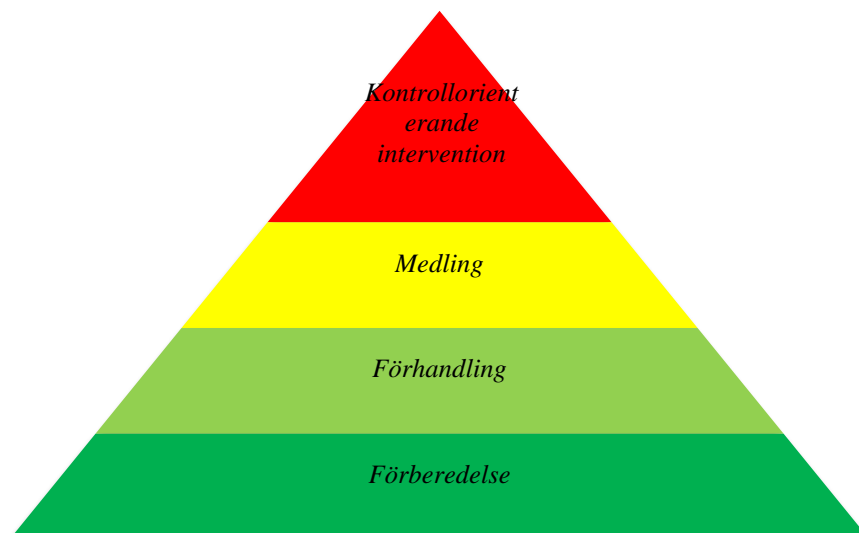 Kontrollorient
erande
intervention
Medling
Förhandling
Förberedelse